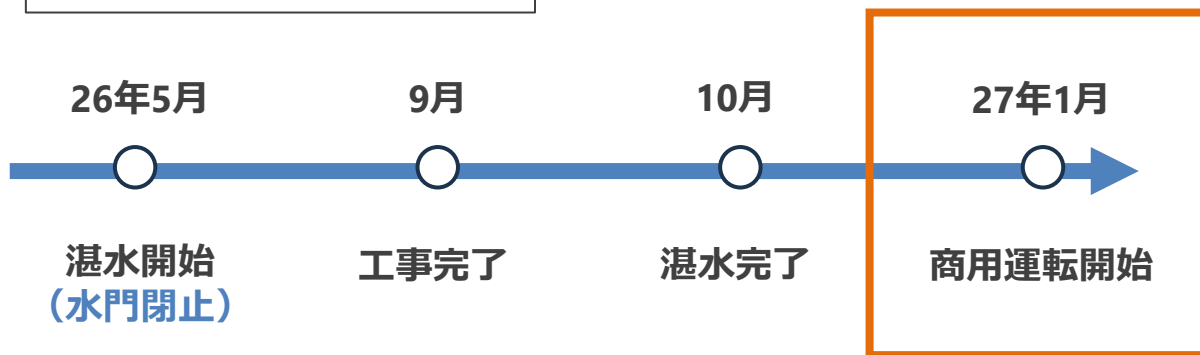 26年5月
9月
10月
27年1月
湛水開始
（水門閉止）
工事完了
湛水完了
商用運転開始